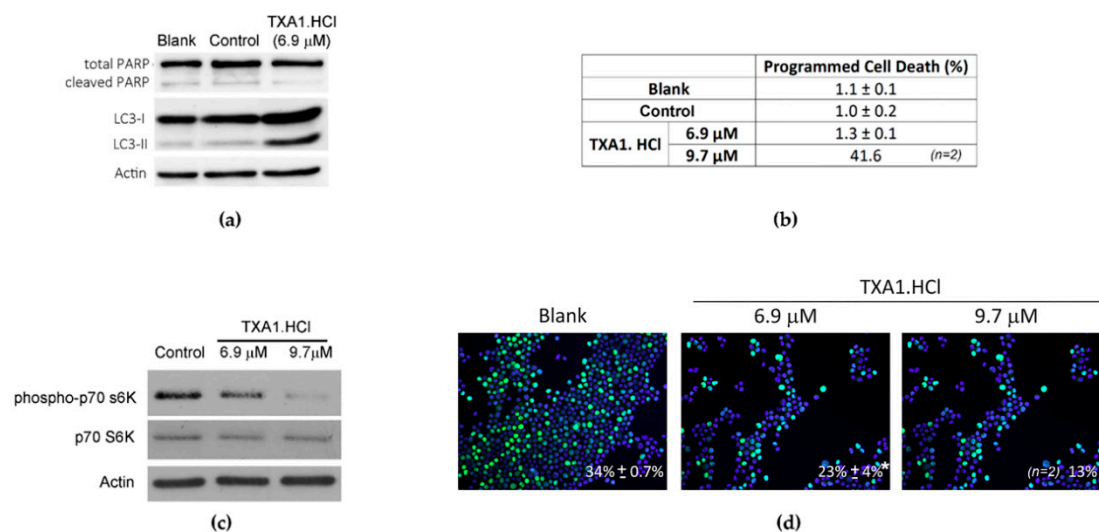 TXA1.HCl
Blank Control (6.9 µM)
total PARP
cleaved PARP
LC3-I
LC3-II
Actin
(a)
Programmed Cell Death (%)
Blank 1.1 ± 0.1
Control 1.0 ± 0.2
TXA1. HCl 6.9 µM 1.3 ± 0.1
9.7 µM 41.6 (n=2)
(b)
TXA1.HCl
Control 6.9 µM 9.7µM
phospho-p70 s6K
p70 S6K
Actin
(c)
TXA1.HCl
Blank 6.9 µM 9.7 µM
34% ± 0.7% 23% ± 4%* (n=2) 13%
(d)